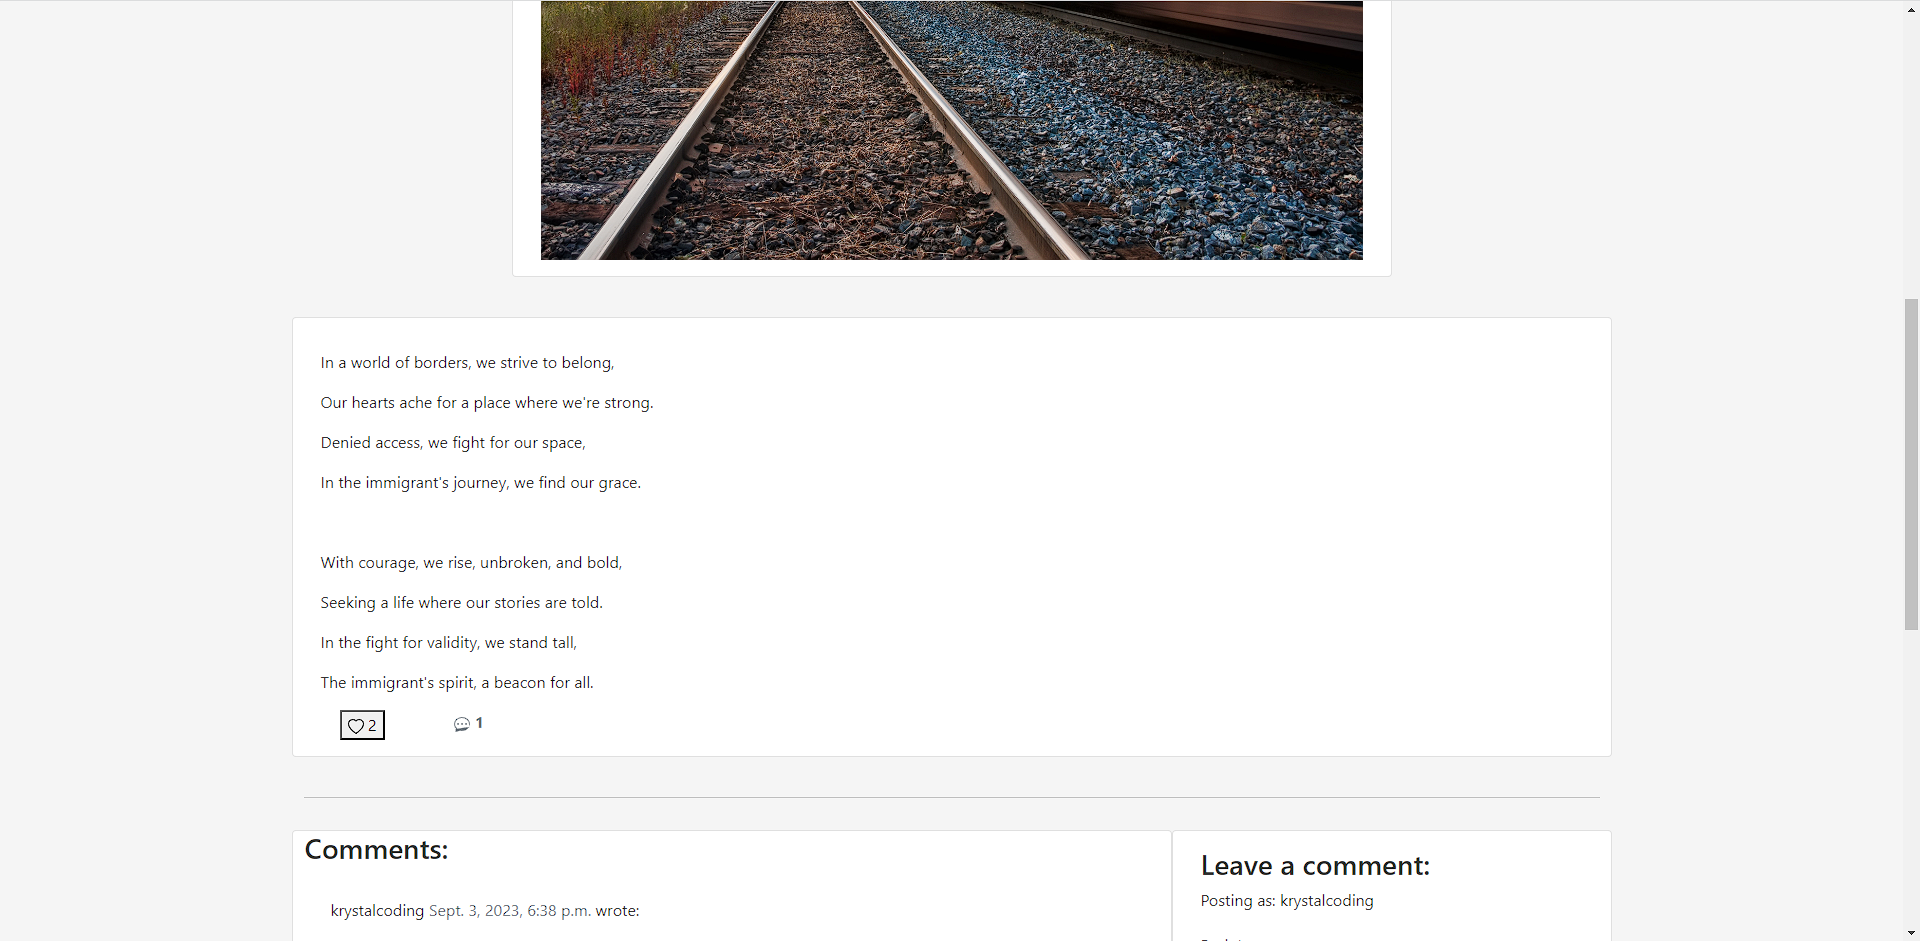 In a world of borders, we strive to belong,
Our hearts ache for a place where we're strong.
Denied access, we fight for our space,
In the immigrant's journey, we find our grace.
With courage, we rise, unbroken, and bold,
Seeking a life where our stories are told.
In the fight for validity, we stand tall,
The immigrant's spirit, a beacon for all.
2
1
Comments:
krystalcoding Sept. 3, 2023, 6:38 p.m. wrote:
Leave a comment:
Posting as: krystalcoding